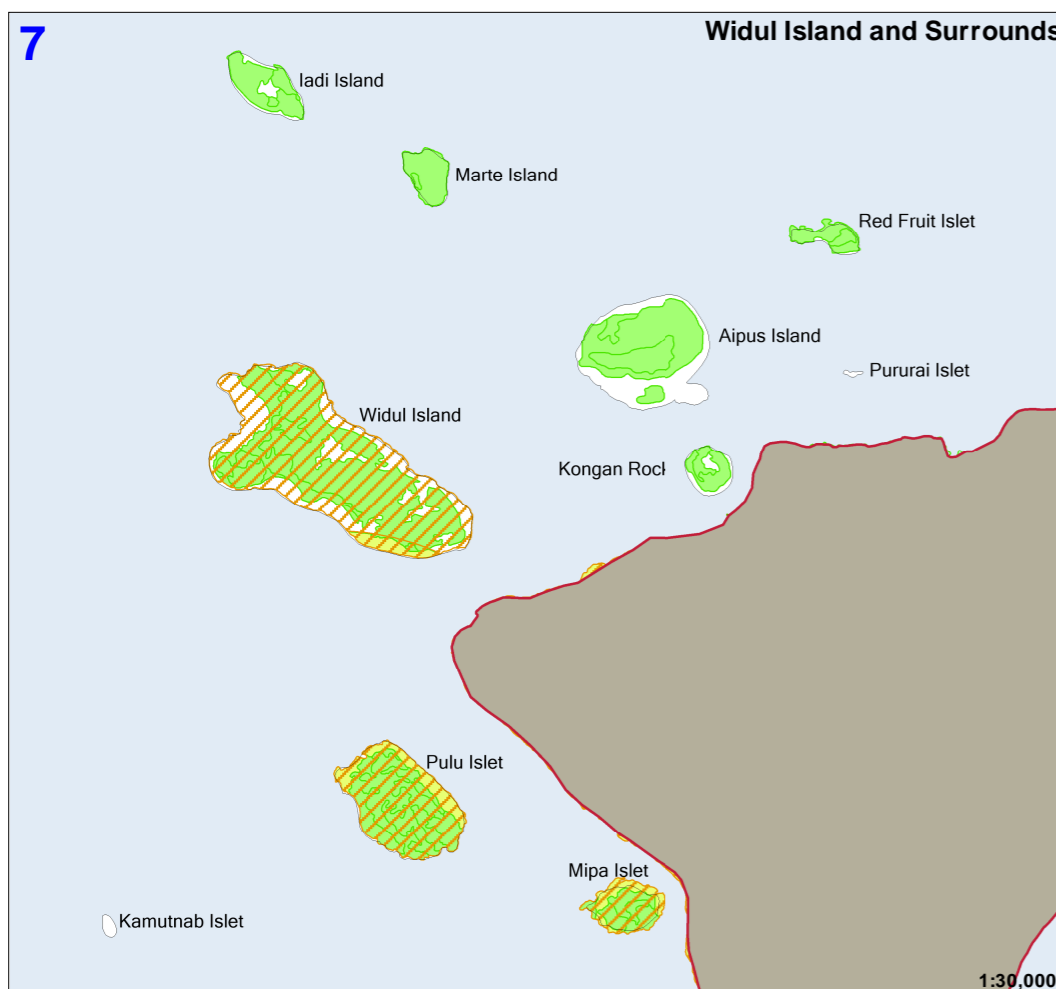 7
Widul Island and Surrounds
Iadi Island
Marte Island
Red Fruit Islet
Aipus Island
Pururai Islet
Widul Island
Kongan Rock
Pulu Islet
Mipa Islet
Kamutnab Islet
1:30,000